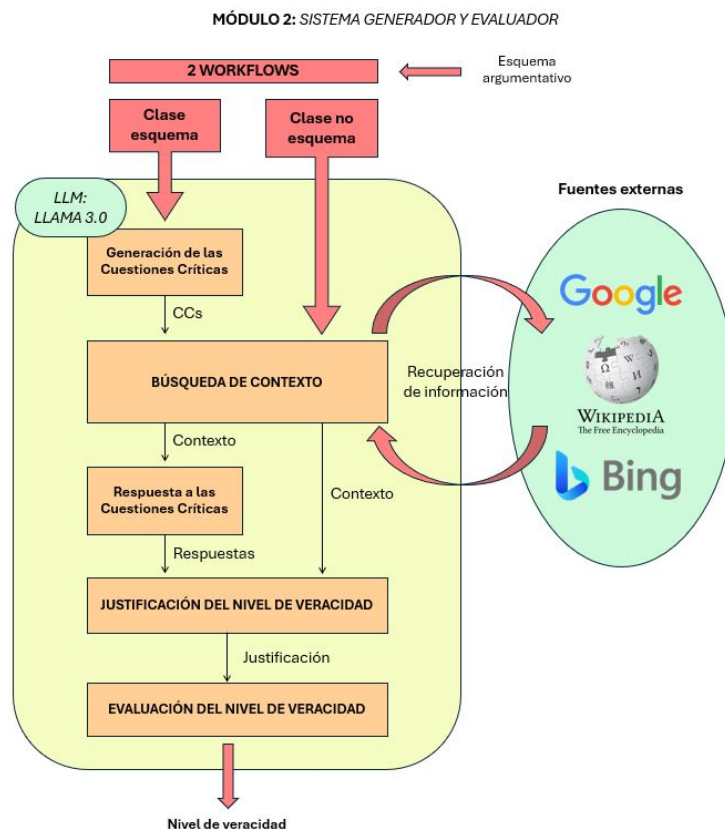 MÓDULO 2: SISTEMA GENERADOR Y EVALUADOR
2 WORKFLOWS
Esquema
argumentativo
Clase
esquema
Clase no
esquema
LLM:
LLAMA 3.0
Fuentes externas
Generación de las
Cuestiones Críticas
Google
CCs
BÚSQUEDA DE CONTEXTO
Recuperación
de información
WIKIPEDIA
The Free Encyclopedia
Contexto
Bing
Respuesta a las
Cuestiones Críticas
Contexto
Respuestas
JUSTIFICACIÓN DEL NIVEL DE VERACIDAD
Justificación
EVALUACIÓN DEL NIVEL DE VERACIDAD
Nivel de veracidad